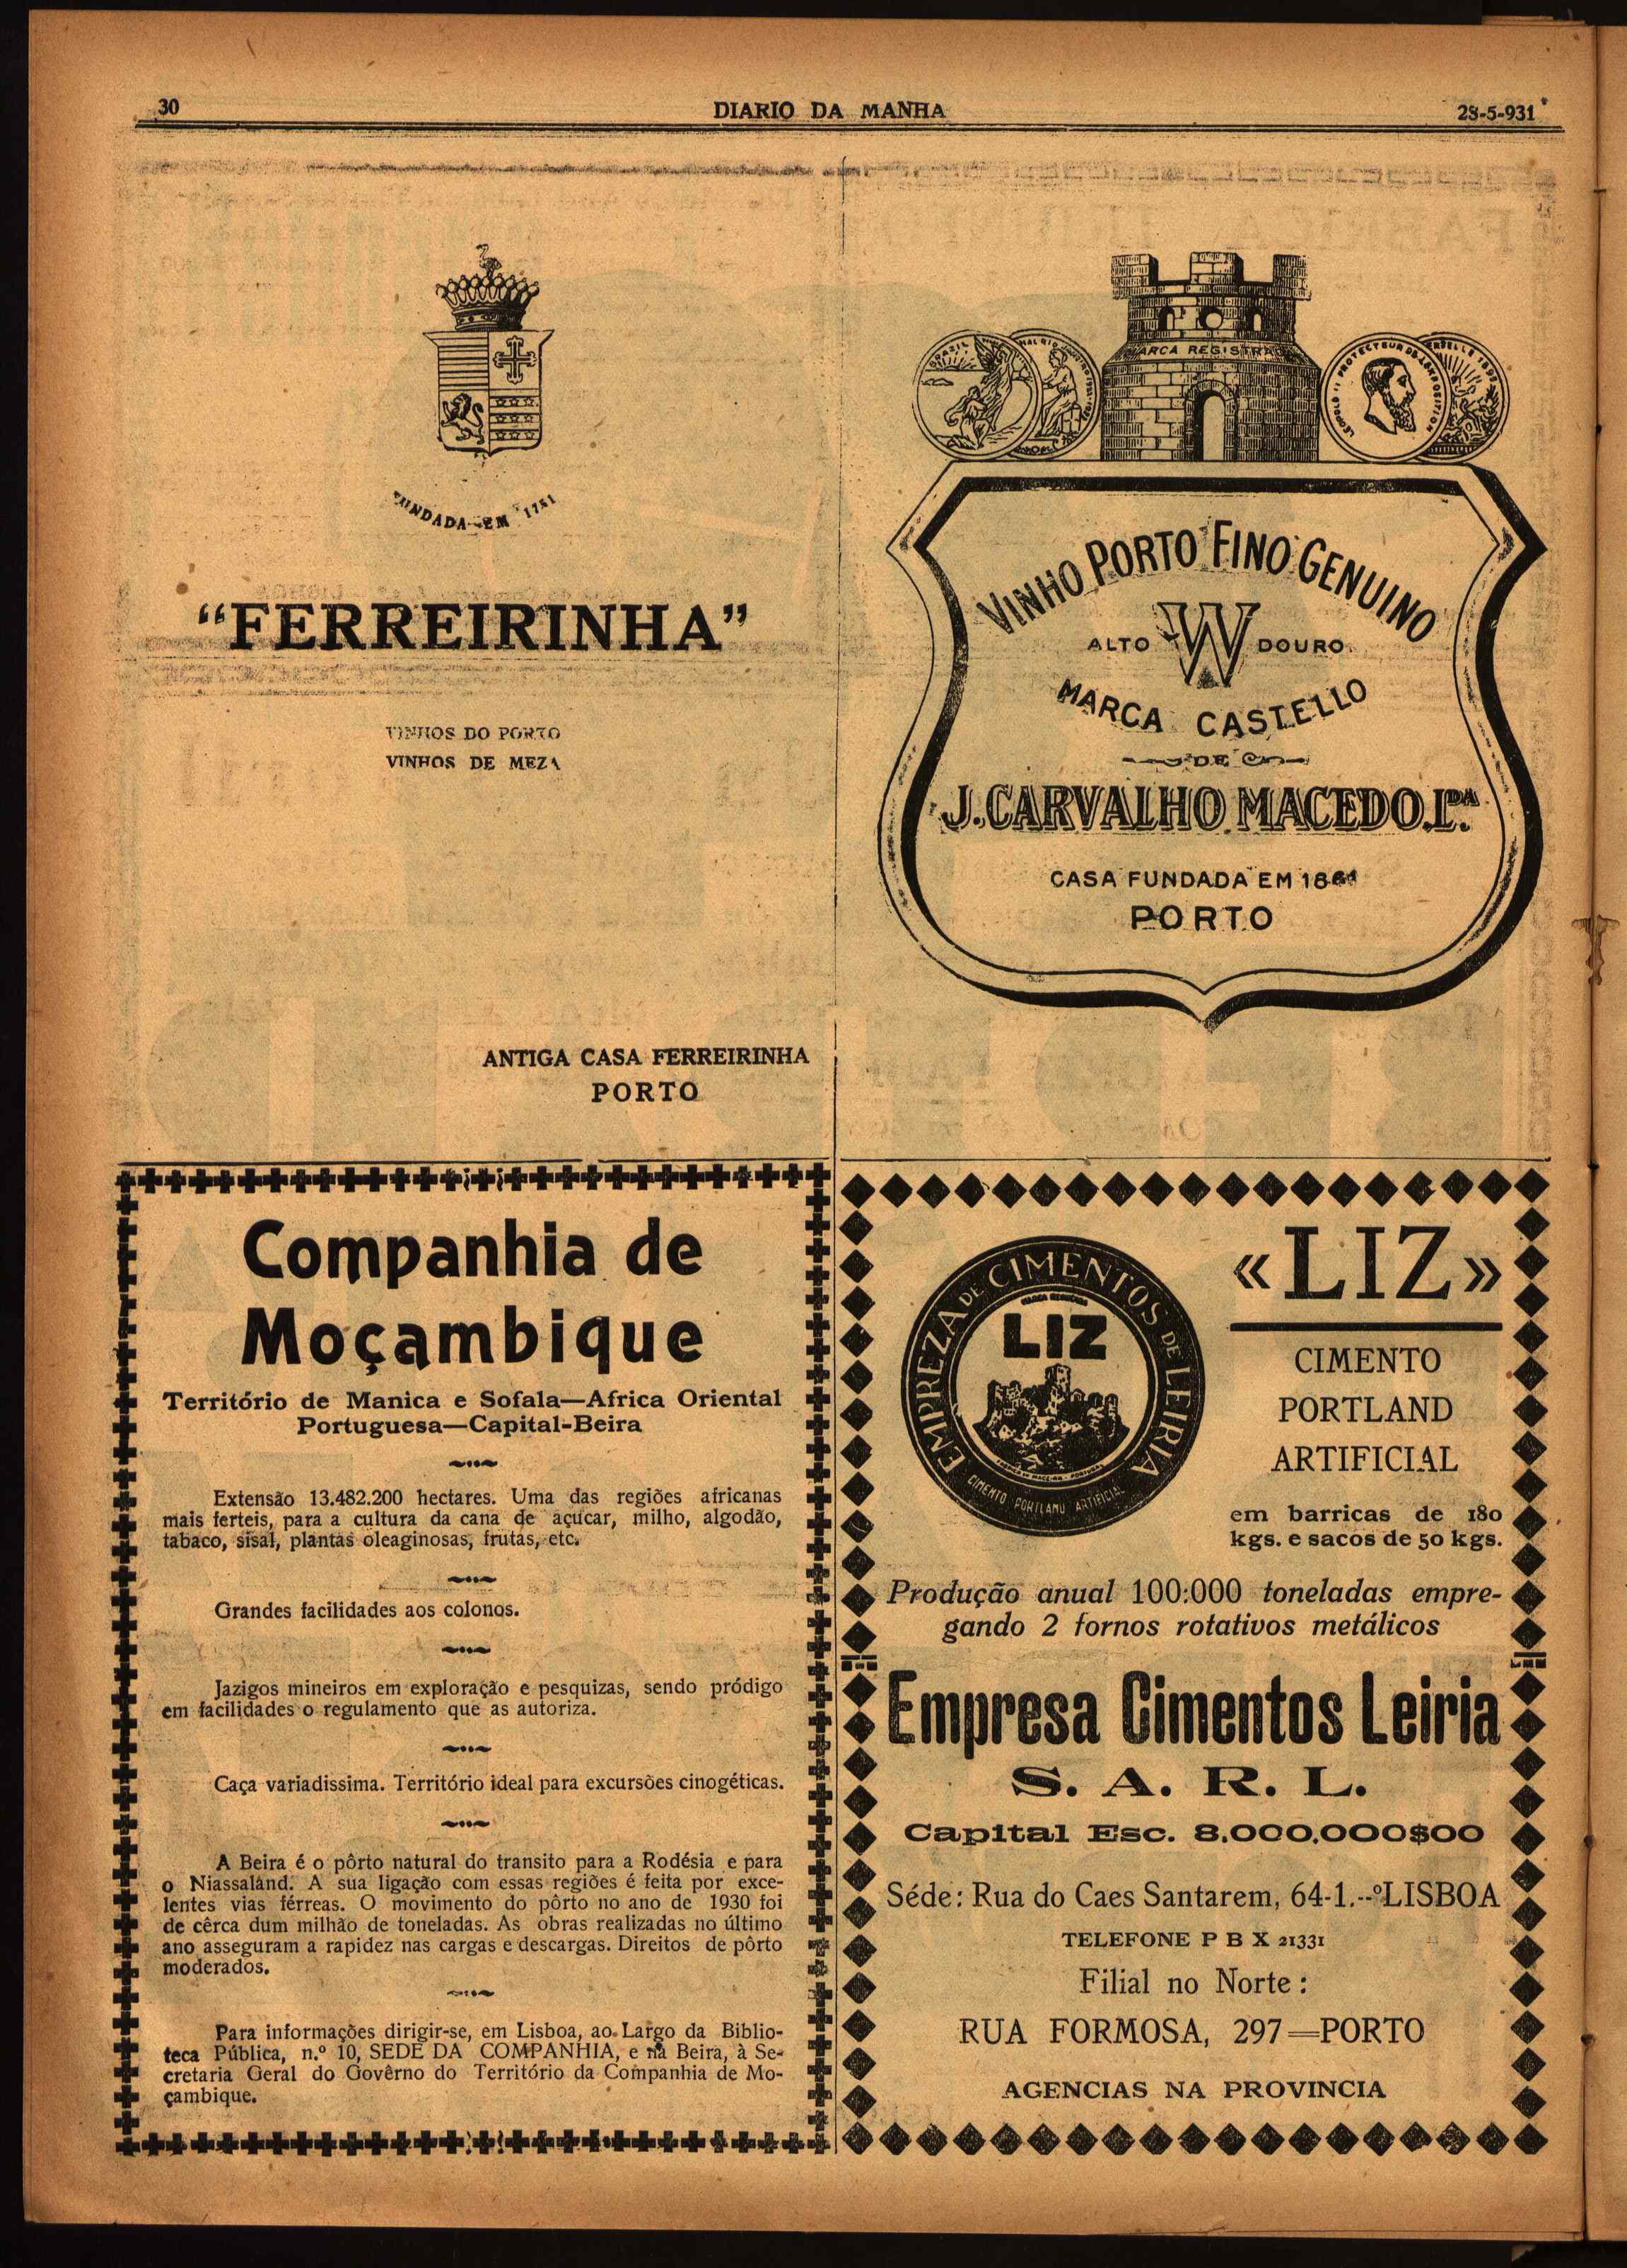 30
DIARIO DA MANHA
28-5-931
FUNDADA EM 1751
“FERREIRINHA”
VINHOS DO PORTO
VINHOS DE MEZA
ANTIGA CASA FERREIRINHA
PORTO
MARCA REGISTRADA
BRAZIL
LEOPOLD II PROTECTEUR DE L'EXPOSITION
VINHO PORTO FINO GENUINO
ALTO W DOURO
MARCA CASTELLO
DE
J. CARVALHO MACEDO, L.DA
CASA FUNDADA EM
PORTO
Companhia de
Moçambique
Território de Manica e Sofala—Africa Oriental
Portuguesa—Capital-Beira
Extensão 13.482.200 hectares. Uma das regiões africanas
mais ferteis, para a cultura da cana de açucar, milho, algodão,
tabaco, sisal, plantas oleaginosas, frutas, etc.
Grandes facilidades aos colonos.
Jazigos mineiros em exploração e pesquizas, sendo pródigo
em facilidades o regulamento que as autoriza.
Caça variadissima. Território ideal para excursões cinogéticas.
A Beira é o pôrto natural do transito para a Rodésia e para
o Niassaland. A sua ligação com essas regiões é feita por exce-
lentes vias férreas. O movimento do pôrto no ano de 1930 foi
de cêrca dum milhão de toneladas. As obras realizadas no último
ano asseguram a rapidez nas cargas e descargas. Direitos de pôrto
moderados.
Para informações dirigir-se, em Lisboa, ao Largo da Biblio-
teca Pública, n.º 10, SEDE DA COMPANHIA, e na Beira, à Se-
cretaria Geral do Govêrno do Território da Companhia de Mo-
çambique.
EMPREZA DE CIMENTOS DE LEIRIA
MARCA REGISTADA
LIZ
CIMENTO PORTLAND ARTIFICIAL
«LIZ»
CIMENTO
PORTLAND
ARTIFICIAL
em barricas de 180
kgs. e sacos de 50 kgs.
Produção anual 100:000 toneladas empre-
gando 2 fornos rotativos metálicos
Empresa Cimentos Leiria
S. A. R. L.
Capital Esc. 8.000.000$00
Séde: Rua do Caes Santarem, 64-1.--ºLISBOA
TELEFONE P B X 21331
Filial no Norte:
RUA FORMOSA, 297—PORTO
AGENCIAS NA PROVINCIA